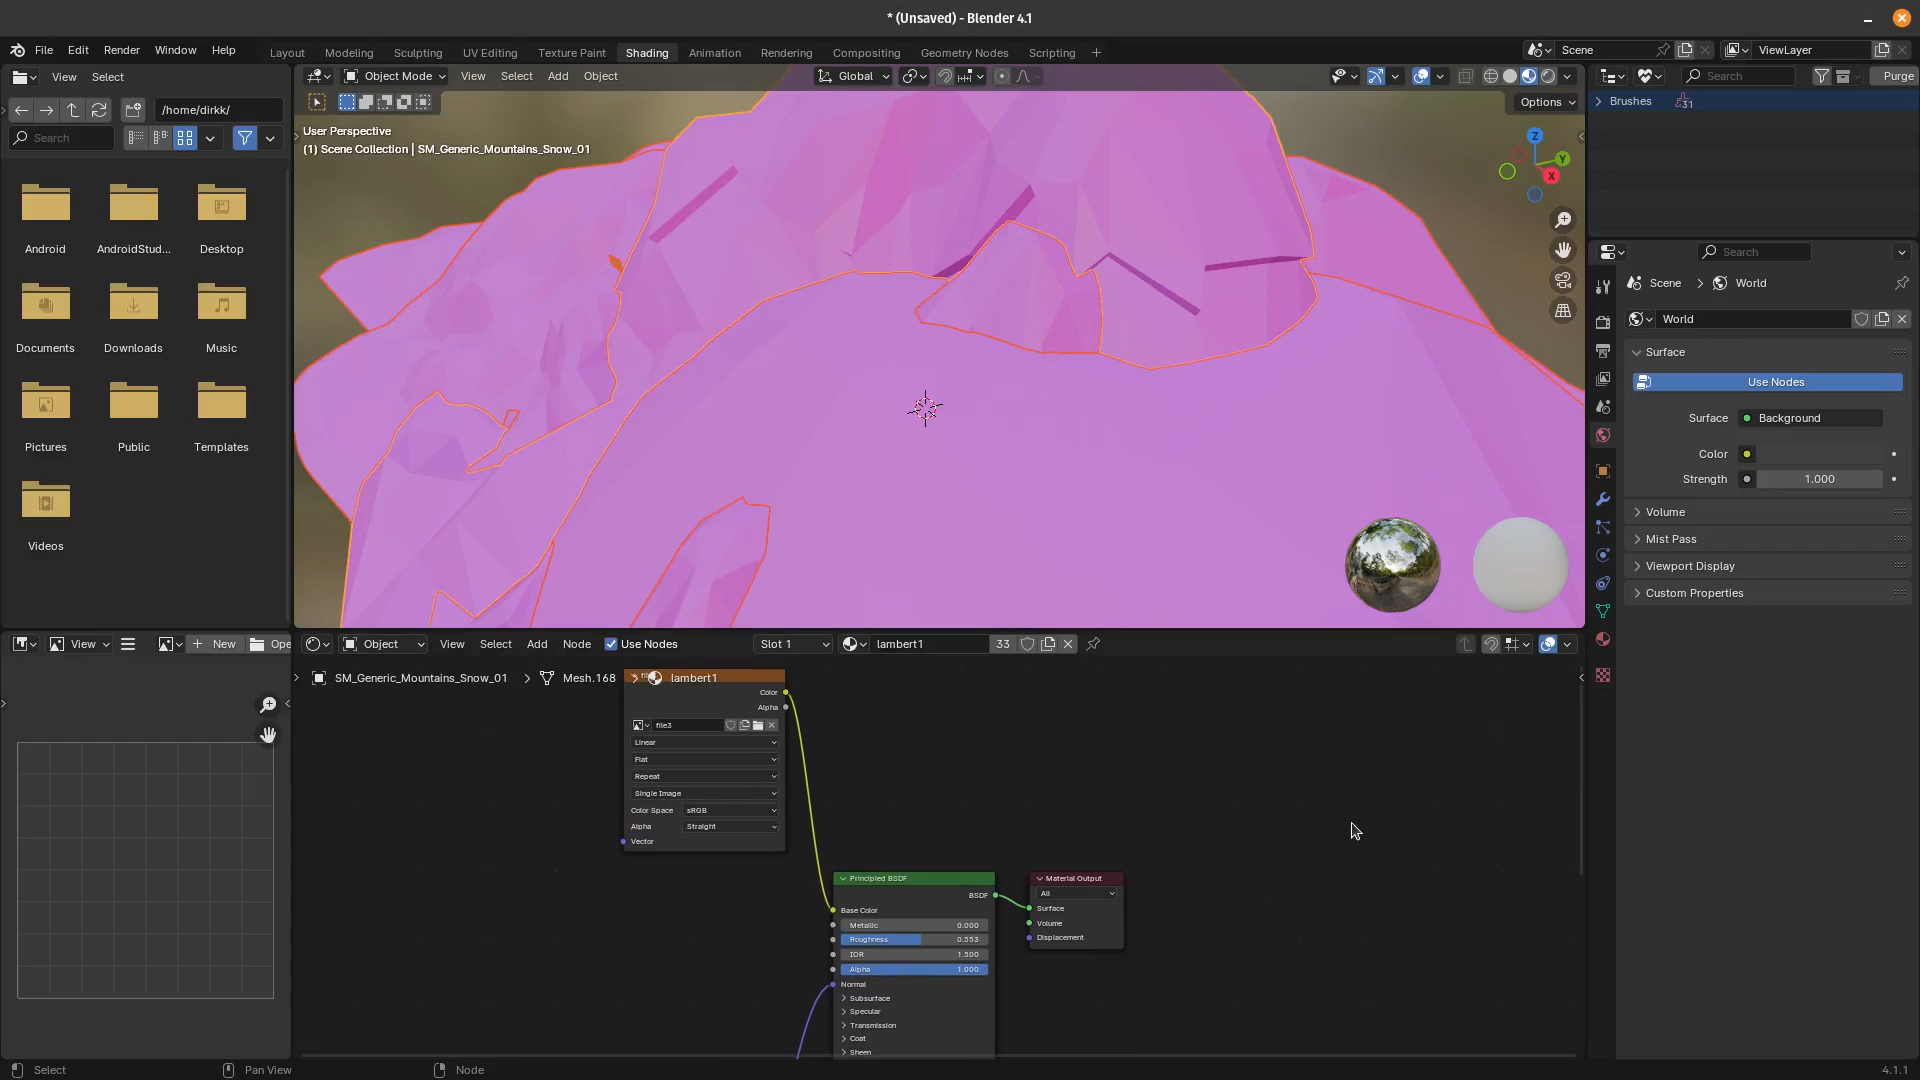 * (Unsaved) - Blender 4.1
File Edit Render Window Help
Layout Modeling Sculpting UV Editing Texture Paint Shading Animation Rendering Compositing Geometry Nodes Scripting +
Scene
ViewLayer
View Select
Object Mode View Select Add Object
Global
Search
Purge
/home/dirkk/
Search
Options
Brushes 31
User Perspective
(1) Scene Collection | SM_Generic_Mountains_Snow_01
Z
Y
X
Android AndroidStud... Desktop
Documents Downloads Music
Pictures Public Templates
Videos
Search
Scene > World
World
Surface
Use Nodes
Surface Background
Color
Strength 1.000
Volume
Mist Pass
Viewport Display
Custom Properties
View
New
Ope
Object View Select Add Node Use Nodes
Slot 1
lambert1 33
SM_Generic_Mountains_Snow_01 > Mesh.168 > lambert1
Color
Alpha
file3
Linear
Flat
Repeat
Single Image
Color Space sRGB
Alpha Straight
Vector
Principled BSDF
BSDF
Base Color
Metallic 0.000
Roughness 0.553
IOR 1.500
Alpha 1.000
Normal
Subsurface
Specular
Transmission
Coat
Sheen
Material Output
All
Surface
Volume
Displacement
Select
Pan View
Node
4.1.1